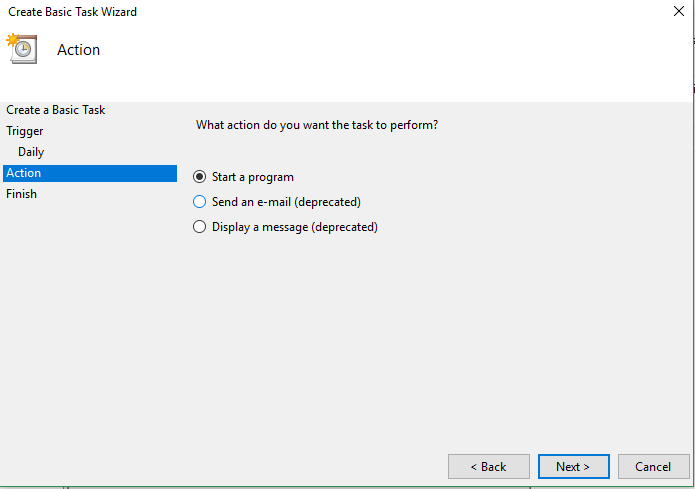 Create Basic Task Wizard
Action
Create a Basic Task
Trigger
Daily
Action
Finish
What action do you want the task to perform?
Start a program
Send an e-mail (deprecated)
Display a message (deprecated)
< Back
Next >
Cancel